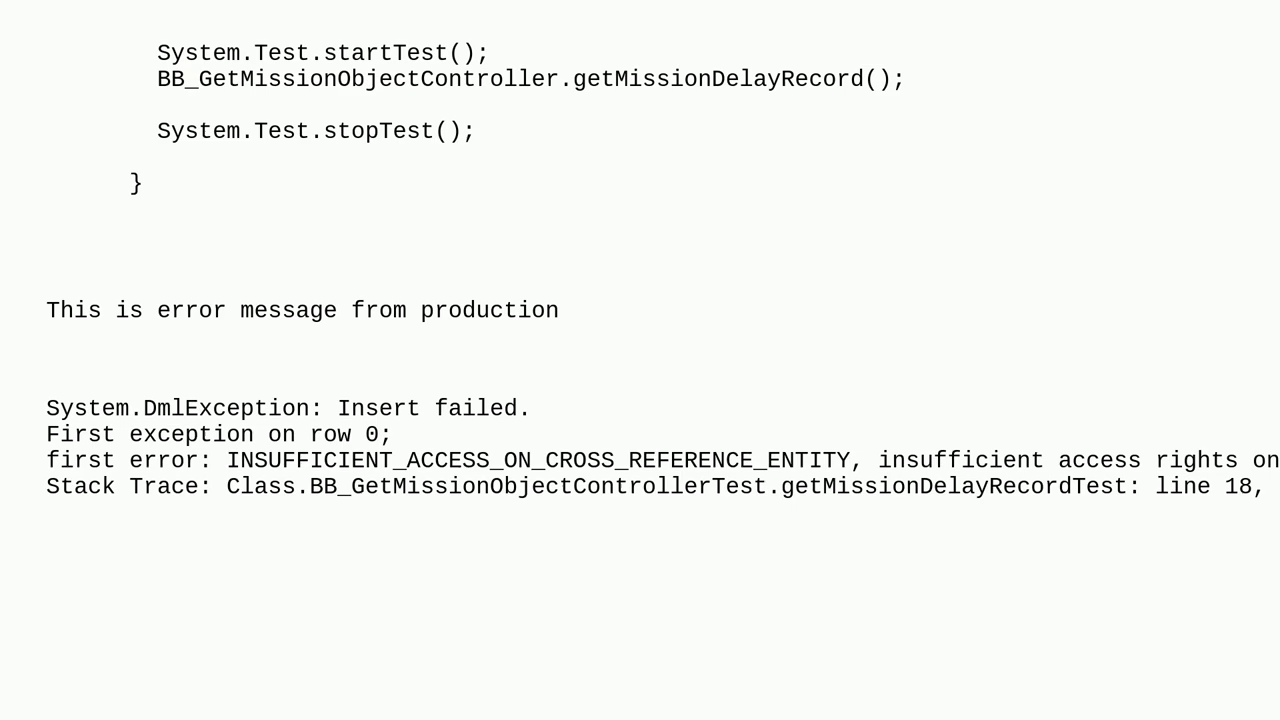 System.Test.startTest();
BB_GetMissionObjectController.getMissionDelayRecord();
System.Test.stopTest();
}
This is error message from production
System.DmlException: Insert failed.
First exception on row 0;
first error: INSUFFICIENT_ACCESS_ON_CROSS_REFERENCE_ENTITY, insufficient access rights on
Stack Trace: Class.BB_GetMissionObjectControllerTest.getMissionDelayRecordTest: line 18,